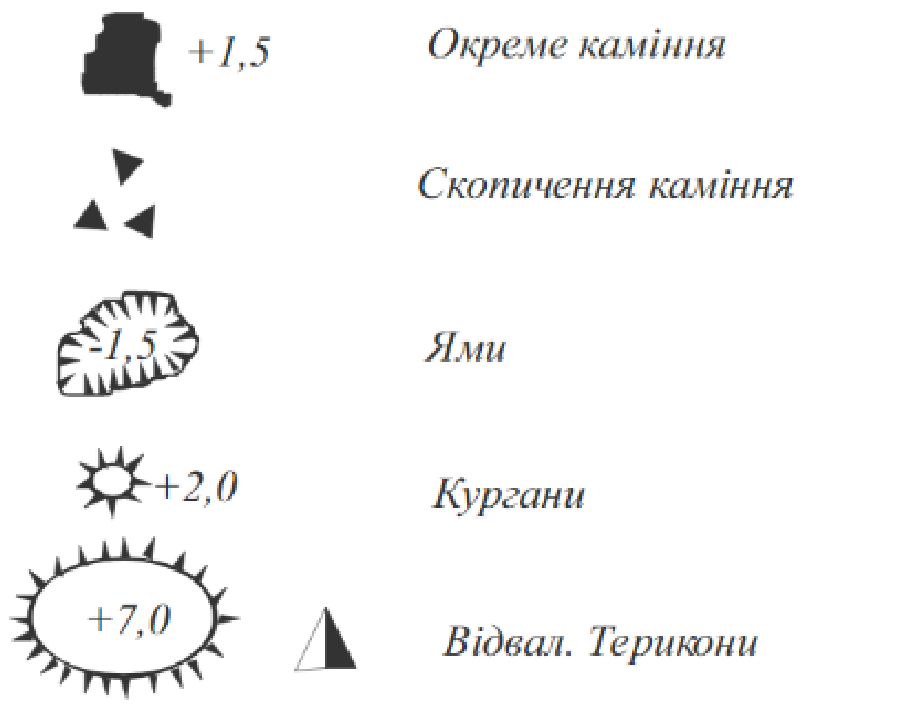 +1,5 Окреме каміння
Скопичення каміння
-1,5 Ями
+2,0 Кургани
+7,0 Відвал. Терикони